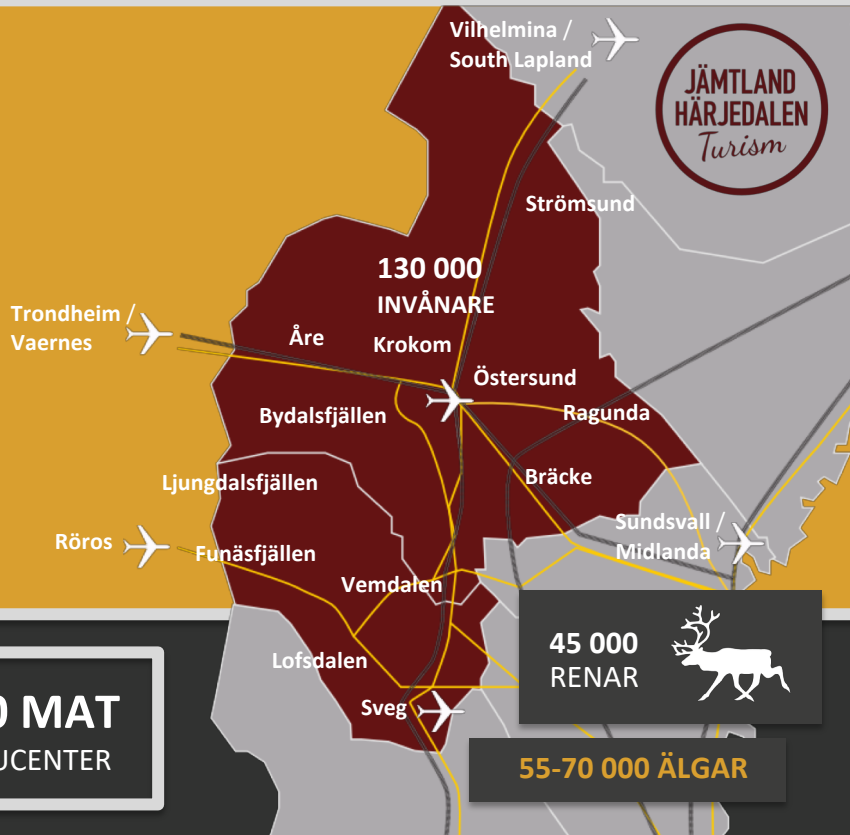 Vilhelmina /
South Lapland
JÄMTLAND
HÄRJEDALEN
Turism
Strömsund
130 000
INVÅNARE
Trondheim /
Vaernes
Åre
Krokom
Östersund
Bydalsfjällen
Ragunda
Ljungdalsfjällen
Bräcke
Röros
Funäsfjällen
Sundsvall /
Midlanda
Vemdalen
Lofsdalen
Sveg
45 000
RENAR
55-70 000 ÄLGAR
MAT